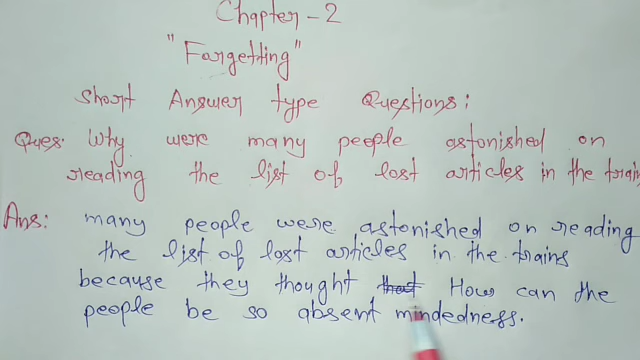 Chapter - 2
"Fargetting"
Short Answer type Questions:
Ques. Why were many people astonished on
reading the list of lost articles in the train
Ans: many people were astonished on reading
the list of lost articles in the trains
because they thought that How can the
people be so absent mindedness.